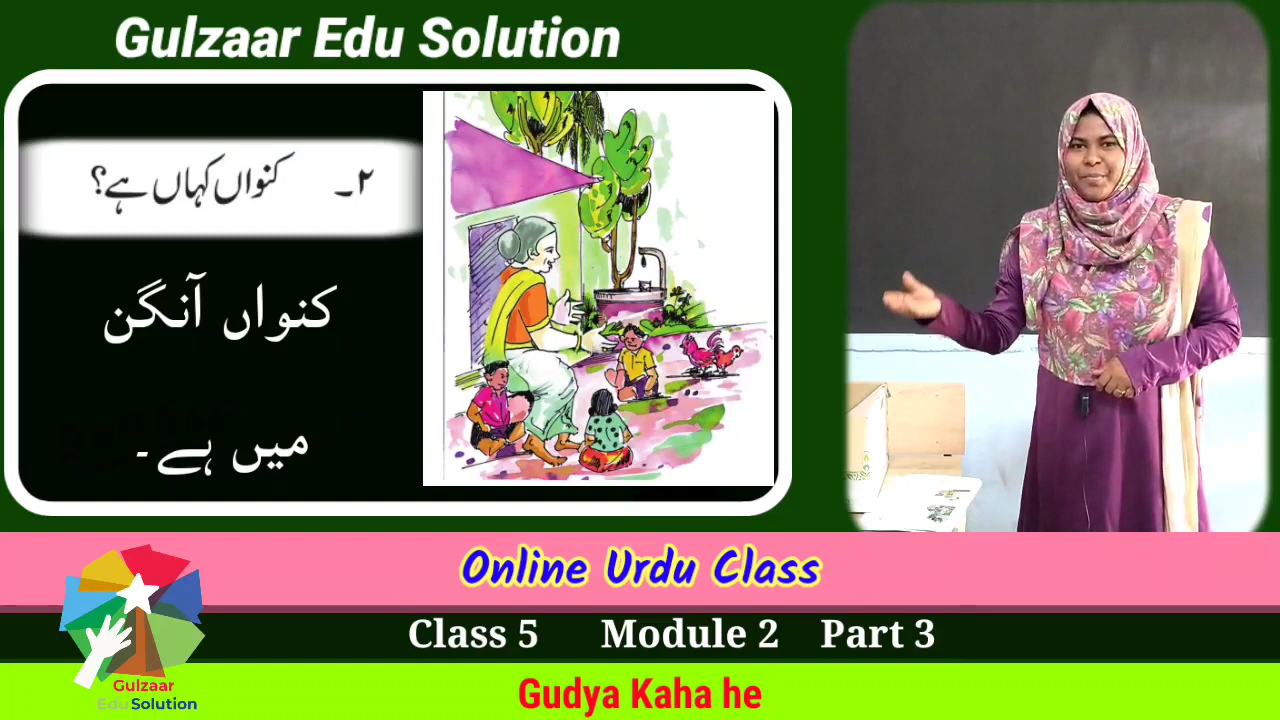 Gulzaar Edu Solution
۲۔ کنواں کہاں ہے؟
کنواں آنگن
میں ہے۔
Online Urdu Class
Class 5 Module 2 Part 3
Gudya Kaha he
Gulzaar
EduSolution